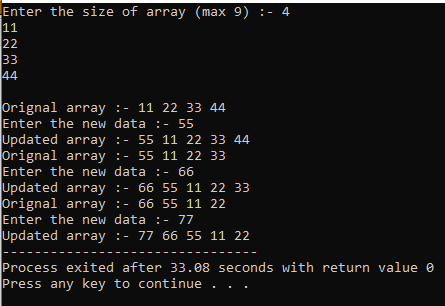 Enter the size of array (max 9) :- 4
11
22
33
44
Orignal array :- 11 22 33 44
Enter the new data :- 55
Updated array :- 55 11 22 33 44
Orignal array :- 55 11 22 33
Enter the new data :- 66
Updated array :- 66 55 11 22 33
Orignal array :- 66 55 11 22
Enter the new data :- 77
Updated array :- 77 66 55 11 22
--------------------------------
Process exited after 33.08 seconds with return value 0
Press any key to continue . . .